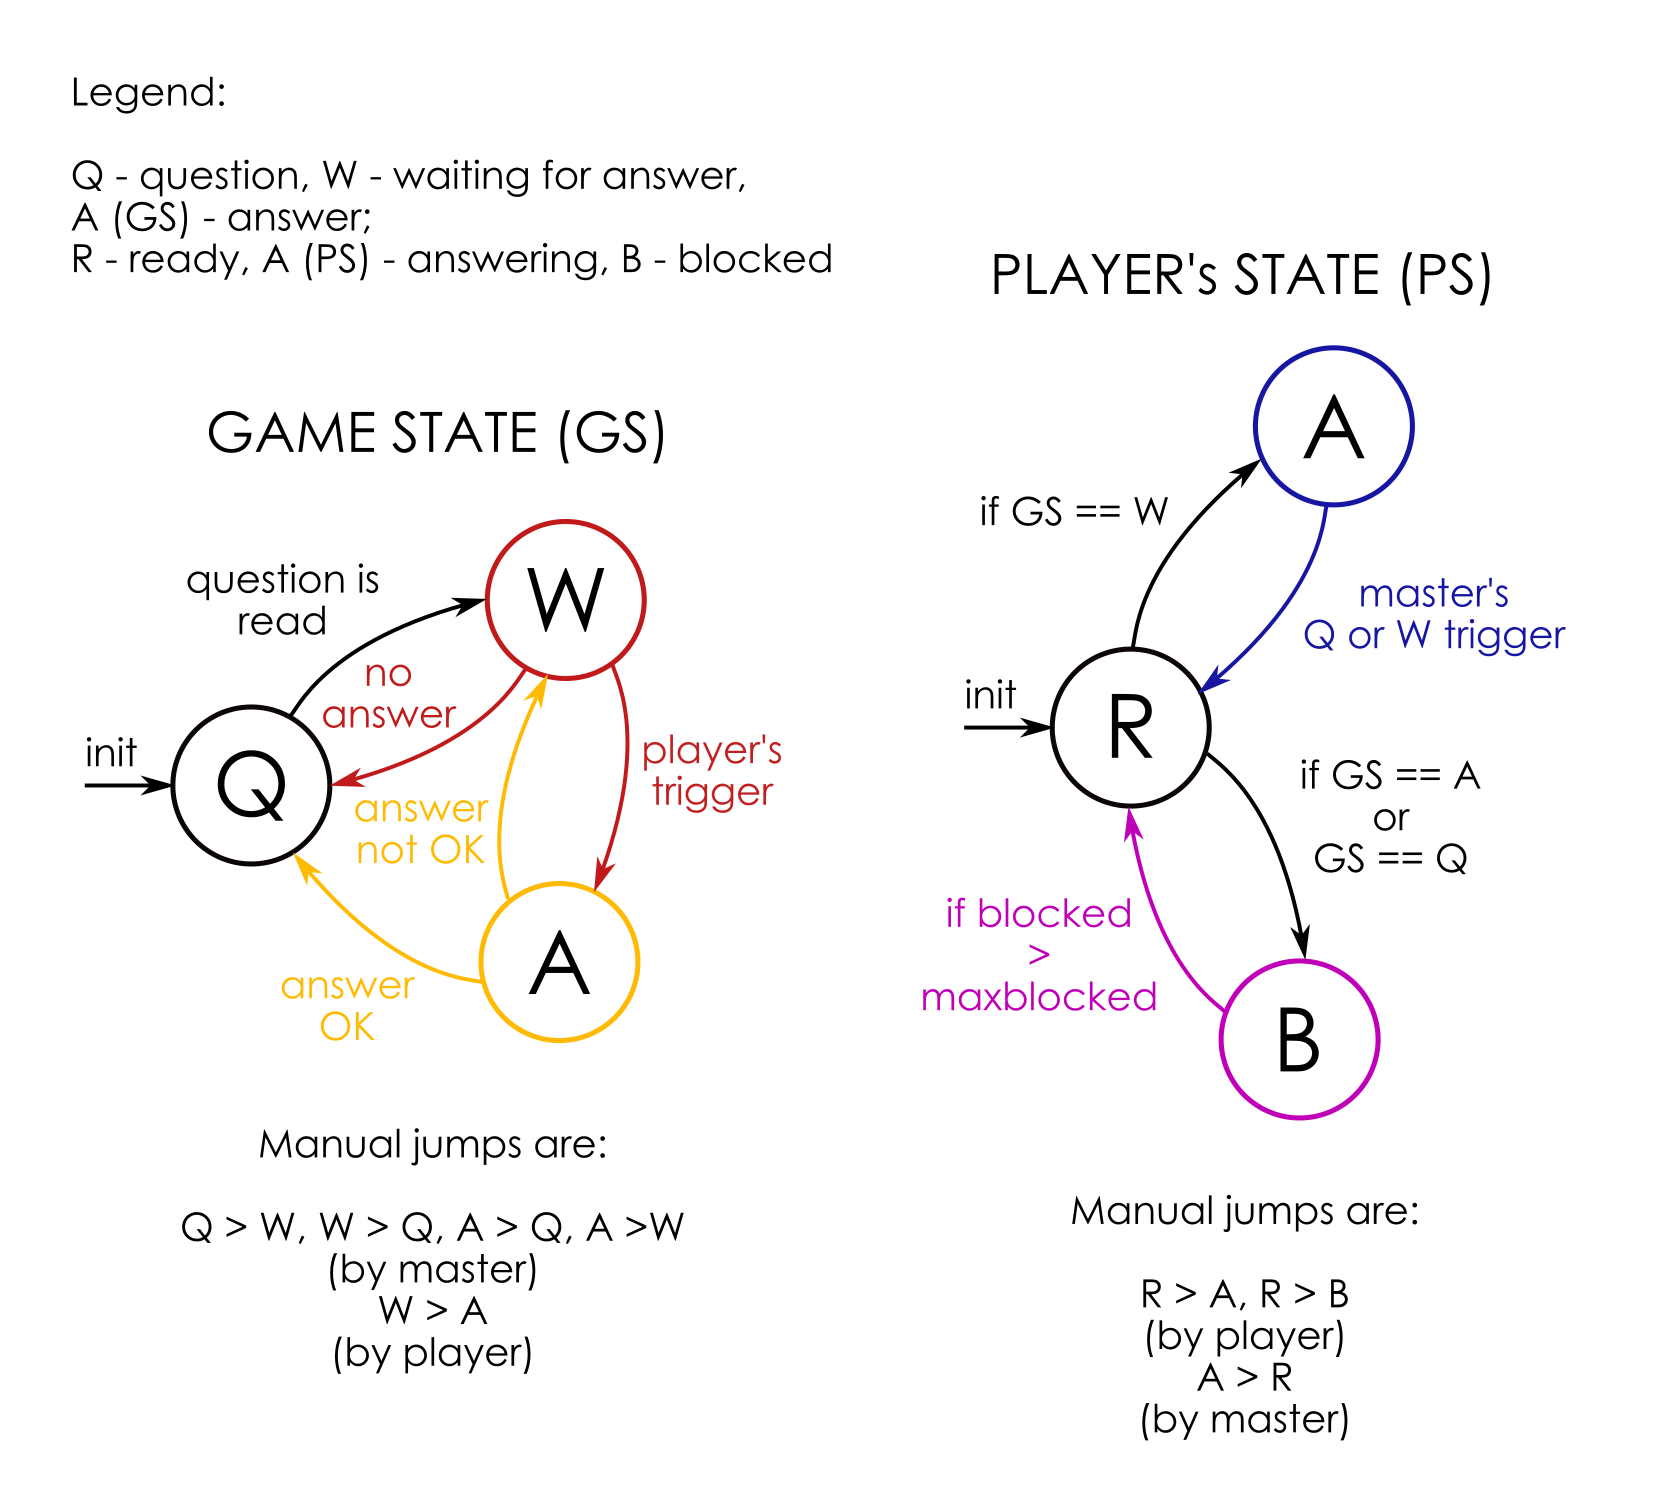 Legend:
Q - question, W - waiting for answer,
A (GS) - answer;
R - ready, A (PS) - answering, B - blocked
GAME STATE (GS)
question is
read
W
no
answer
init
Q
player's
trigger
answer
not OK
A
answer
OK
Manual jumps are:
Q > W, W > Q, A > Q, A >W
(by master)
W > A
(by player)
PLAYER's STATE (PS)
A
if GS == W
master's
Q or W trigger
init
R
if GS == A
or
GS == Q
if blocked
>
maxblocked
B
Manual jumps are:
R > A, R > B
(by player)
A > R
(by master)